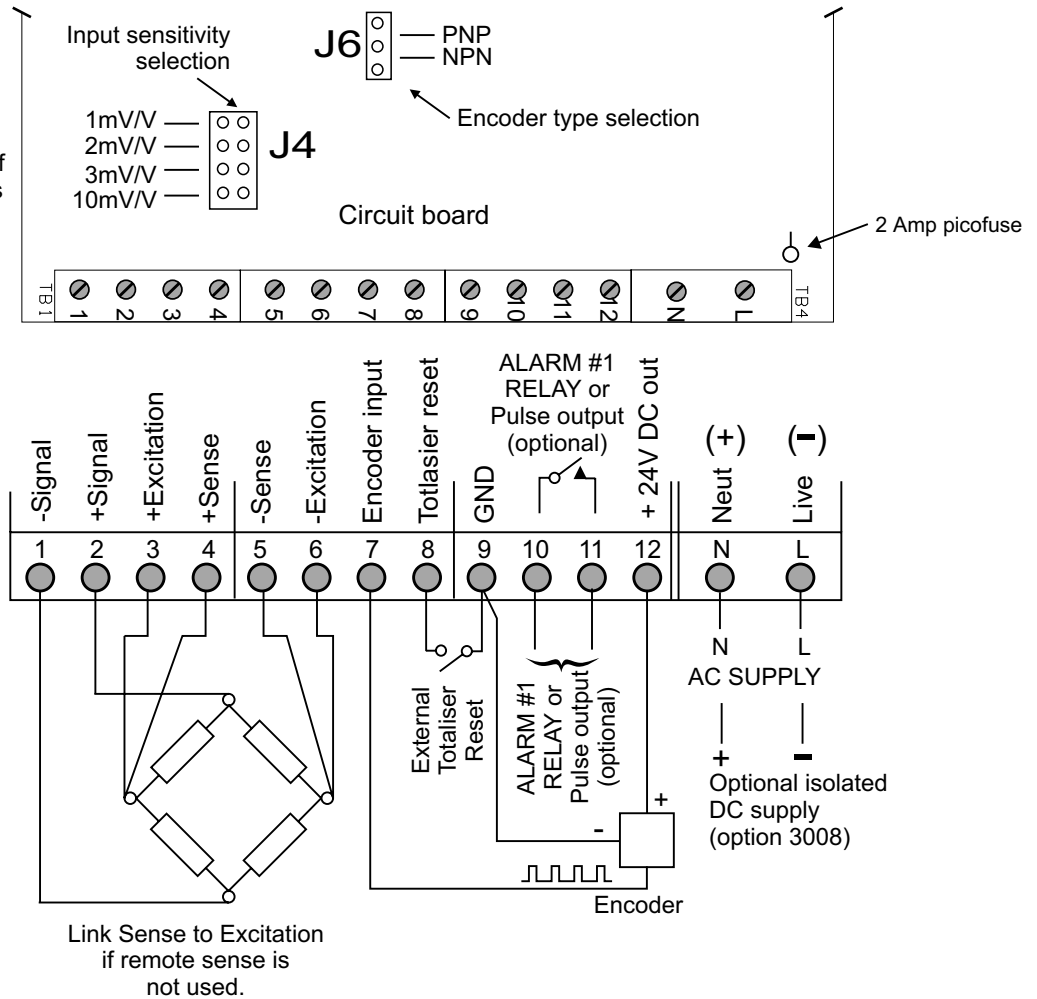 Input sensitivity
selection
1mV/V
2mV/V
3mV/V
10mV/V
J4
J6
PNP
NPN
Encoder type selection
f
s
Circuit board
2 Amp picofuse
TB1
1
2
3
4
5
6
7
8
9
10
11
12
N
L
TB4
-Signal
+Signal
+Excitation
+Sense
-Sense
-Excitation
Encoder input
Totlasier reset
GND
ALARM #1
RELAY or
Pulse output
(optional)
+ 24V DC out
(+)
Neut
(-)
Live
1
2
3
4
5
6
7
8
9
10
11
12
N
L
External
Totaliser
Reset
ALARM #1
RELAY or
Pulse output
(optional)
N
L
AC SUPPLY
+
-
Optional isolated
DC supply
(option 3008)
+
-
Encoder
Link Sense to Excitation
if remote sense is
not used.